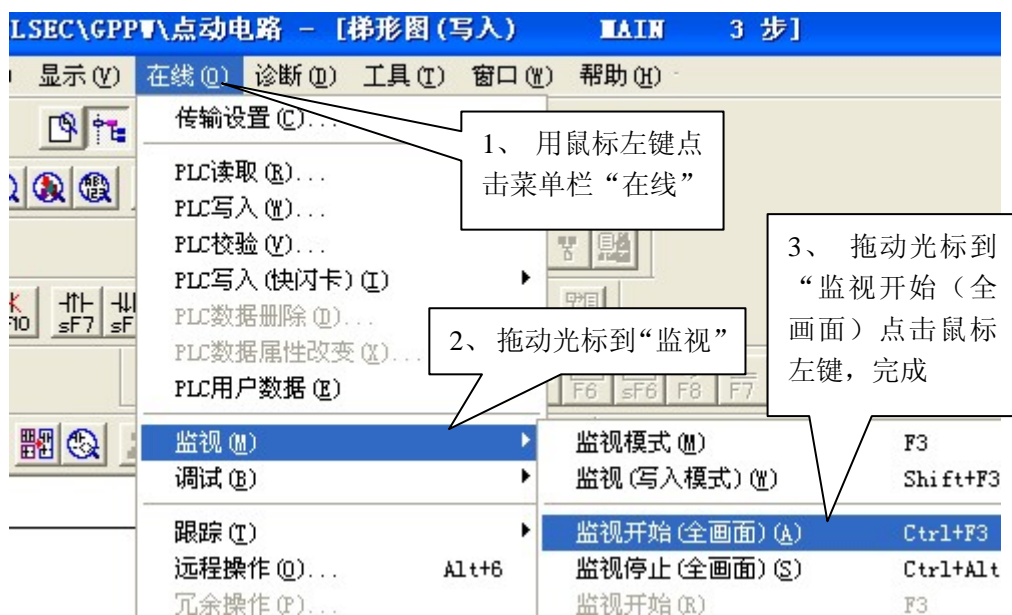 LSEC\GPPW\点动电路 - [梯形图(写入) MAIN 3 步]
显示(V) 在线(O) 诊断(D) 工具(T) 窗口(W) 帮助(H)
传输设置(C)...
1、 用鼠标左键点
击菜单栏“在线”
PLC读取(R)...
PLC写入(W)...
PLC校验(V)...
PLC写入(快闪卡)(I)
PLC数据删除(D)...
PLC数据属性改变(X)...
PLC用户数据(E)
2、 拖动光标到“监视”
3、 拖动光标到
“监视开始（全
画面）点击鼠标
左键，完成
F10 sF7 sF
F6 sF6 F8 F7
监视(M)
调试(B)
跟踪(T)
远程操作(O)... Alt+6
冗余操作(P)...
监视模式(M) F3
监视(写入模式)(W) Shift+F3
监视开始(全画面)(A) Ctrl+F3
监视停止(全画面)(S) Ctrl+Alt
监视开始(R) F3